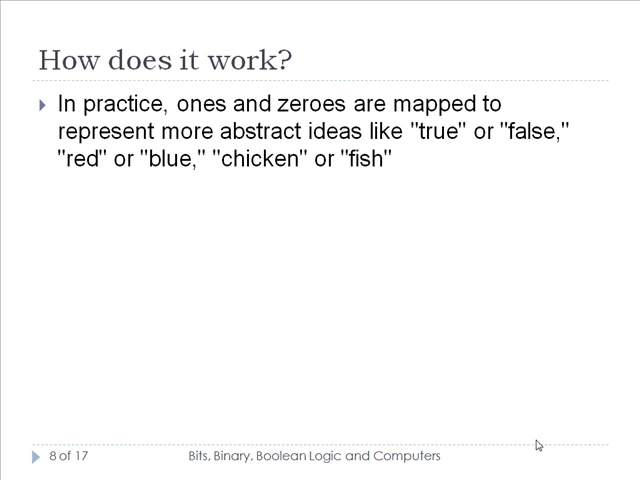 How does it work?
In practice, ones and zeroes are mapped to
represent more abstract ideas like "true" or "false,"
"red" or "blue," "chicken" or "fish"
8 of 17
Bits, Binary, Boolean Logic and Computers